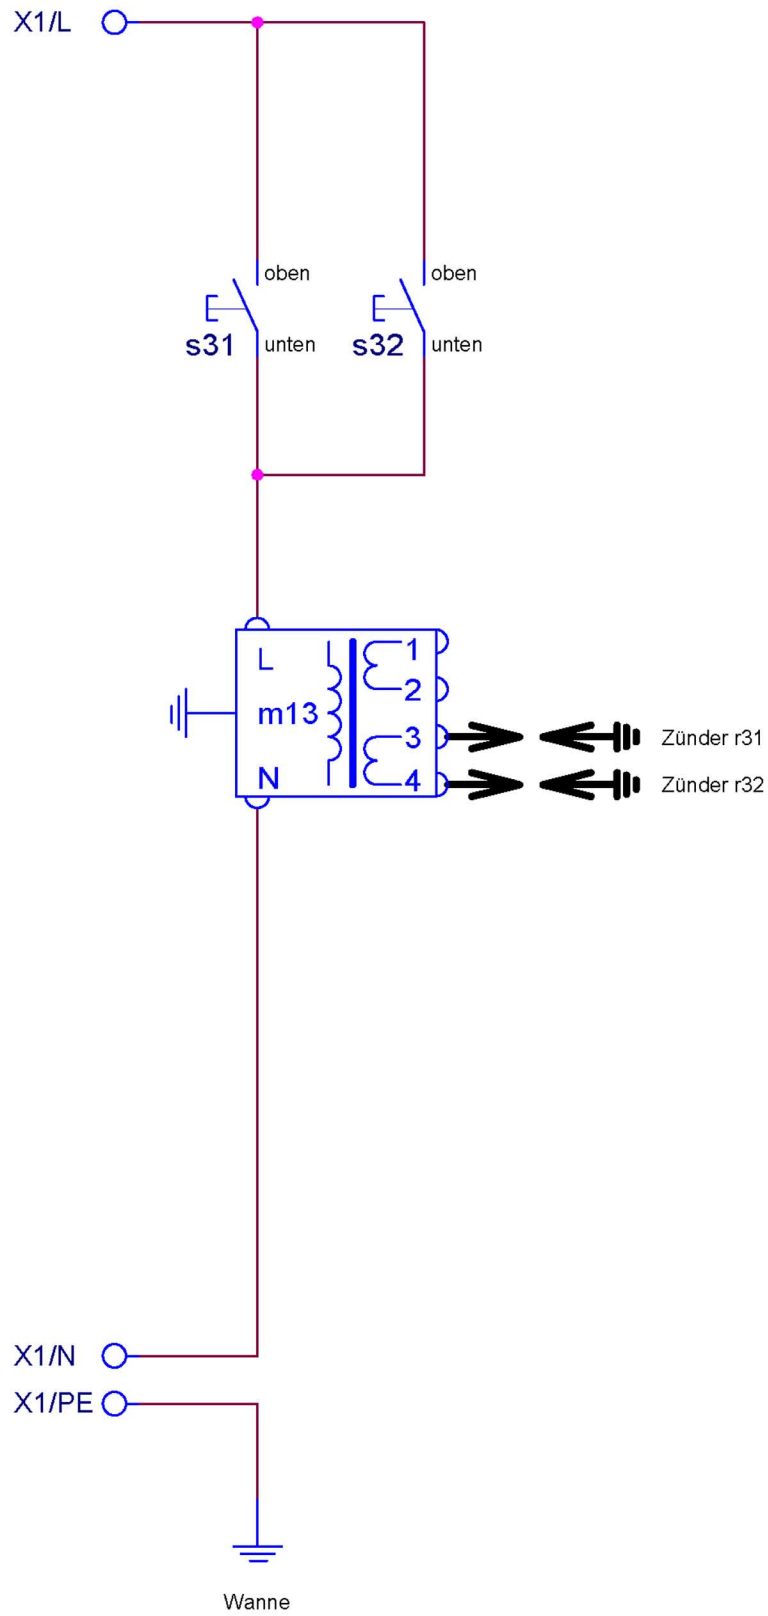 X1/L
oben
oben
s31
unten
s32
unten
L
1
m13
2
3
Zünder r31
N
4
Zünder r32
X1/N
X1/PE
Wanne